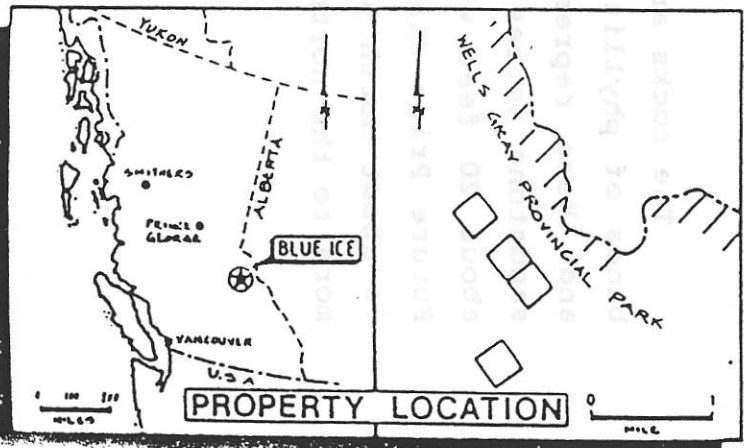 YUKON
ALBERTA
SMITHERS
PRINCE
GEORGE
BLUE ICE
VANCOUVER
U.S.A
MILES
WELLS GRAY PROVINCIAL PARK
PROPERTY LOCATION
0 1
MILE